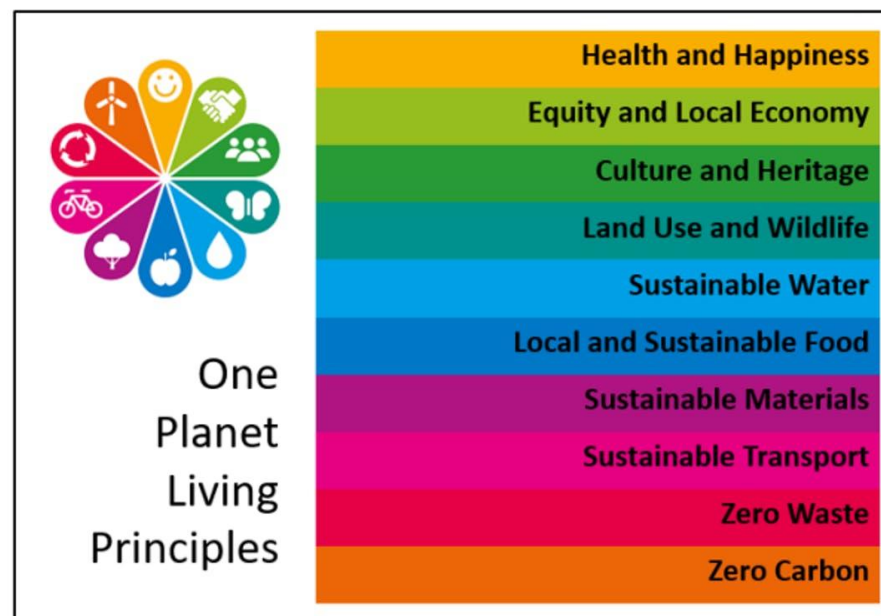 One
Planet
Living
Principles
Health and Happiness
Equity and Local Economy
Culture and Heritage
Land Use and Wildlife
Sustainable Water
Local and Sustainable Food
Sustainable Materials
Sustainable Transport
Zero Waste
Zero Carbon